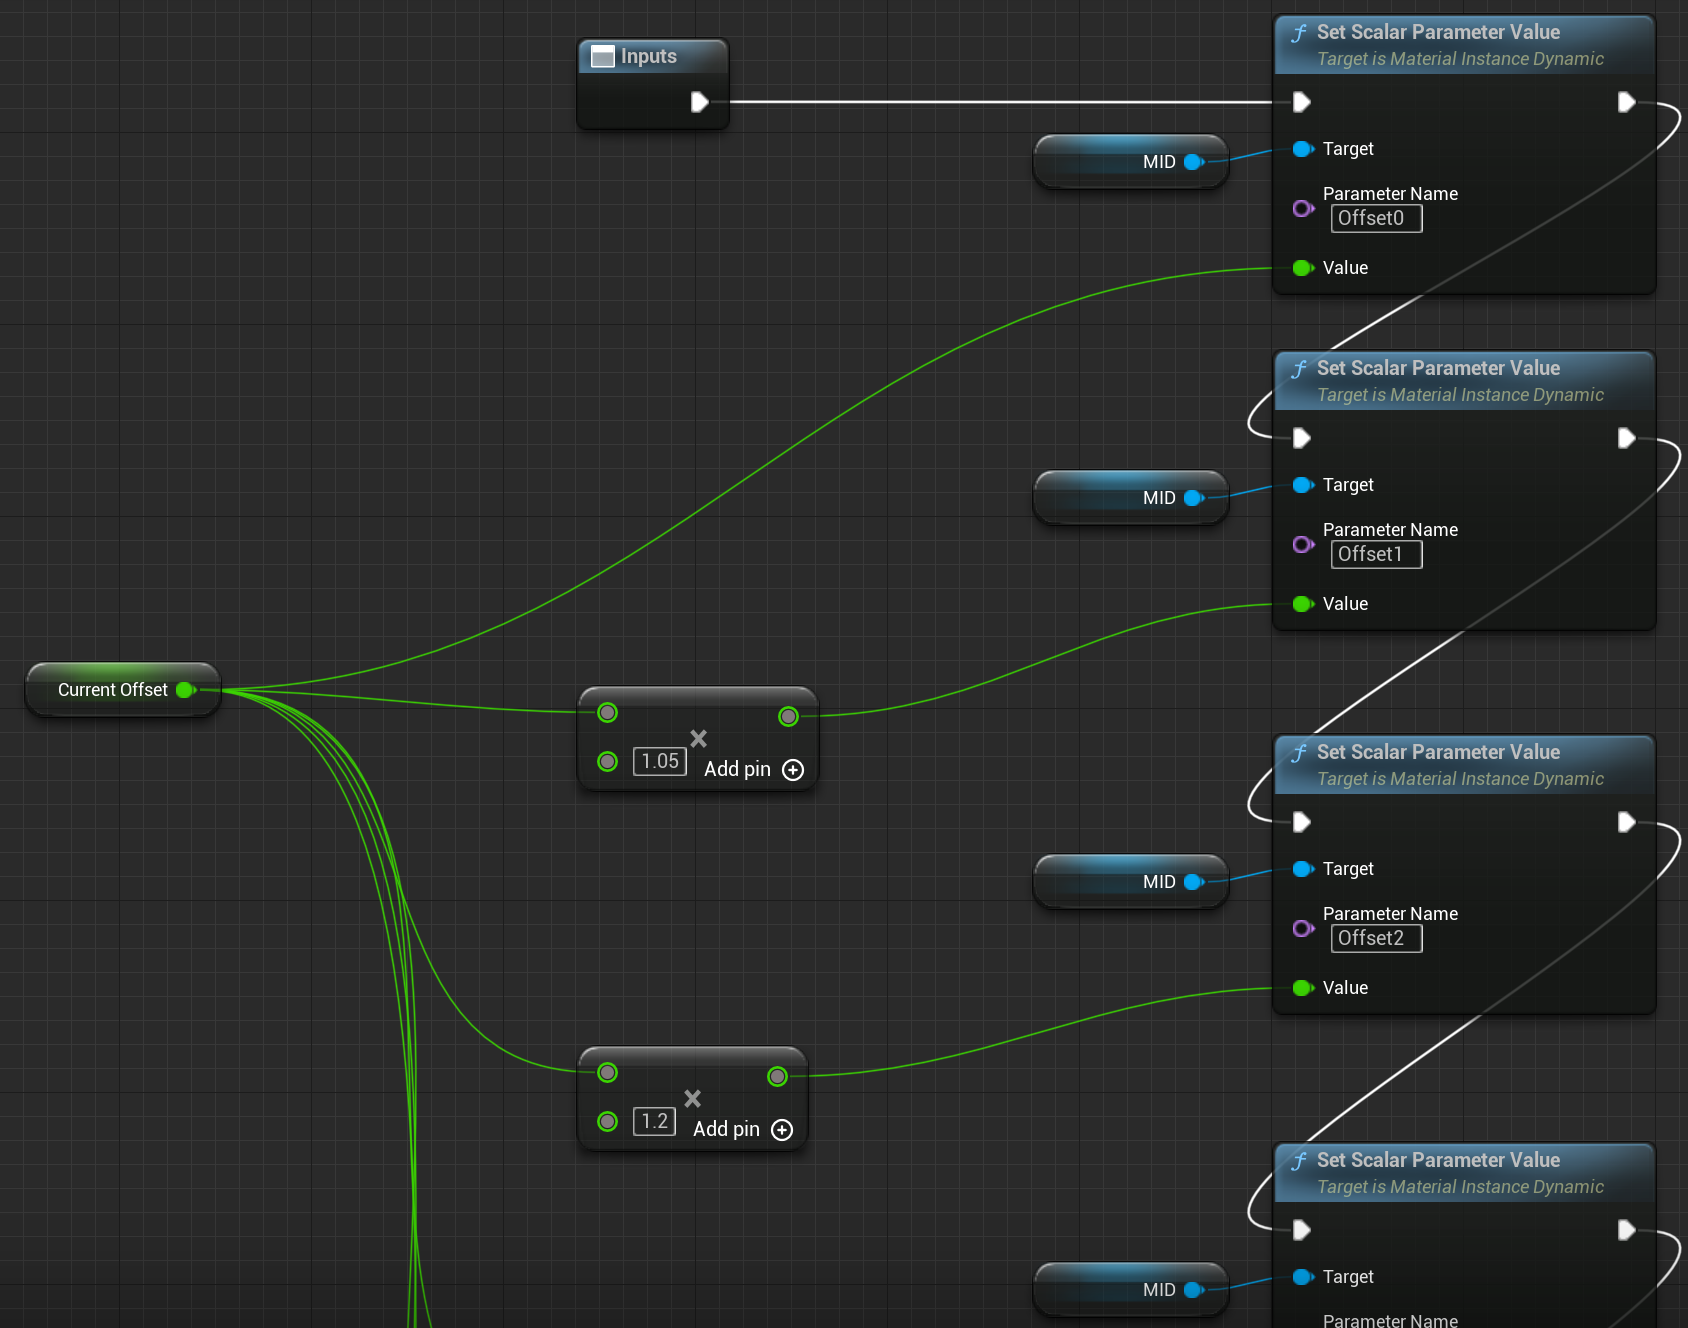 Inputs
Set Scalar Parameter Value
Target is Material Instance Dynamic
MID
Target
Parameter Name
Offset0
Value
Set Scalar Parameter Value
Target is Material Instance Dynamic
MID
Target
Parameter Name
Offset1
Value
Current Offset
1.05
Add pin
Set Scalar Parameter Value
Target is Material Instance Dynamic
MID
Target
Parameter Name
Offset2
Value
1.2
Add pin
Set Scalar Parameter Value
Target is Material Instance Dynamic
MID
Target
Parameter Name